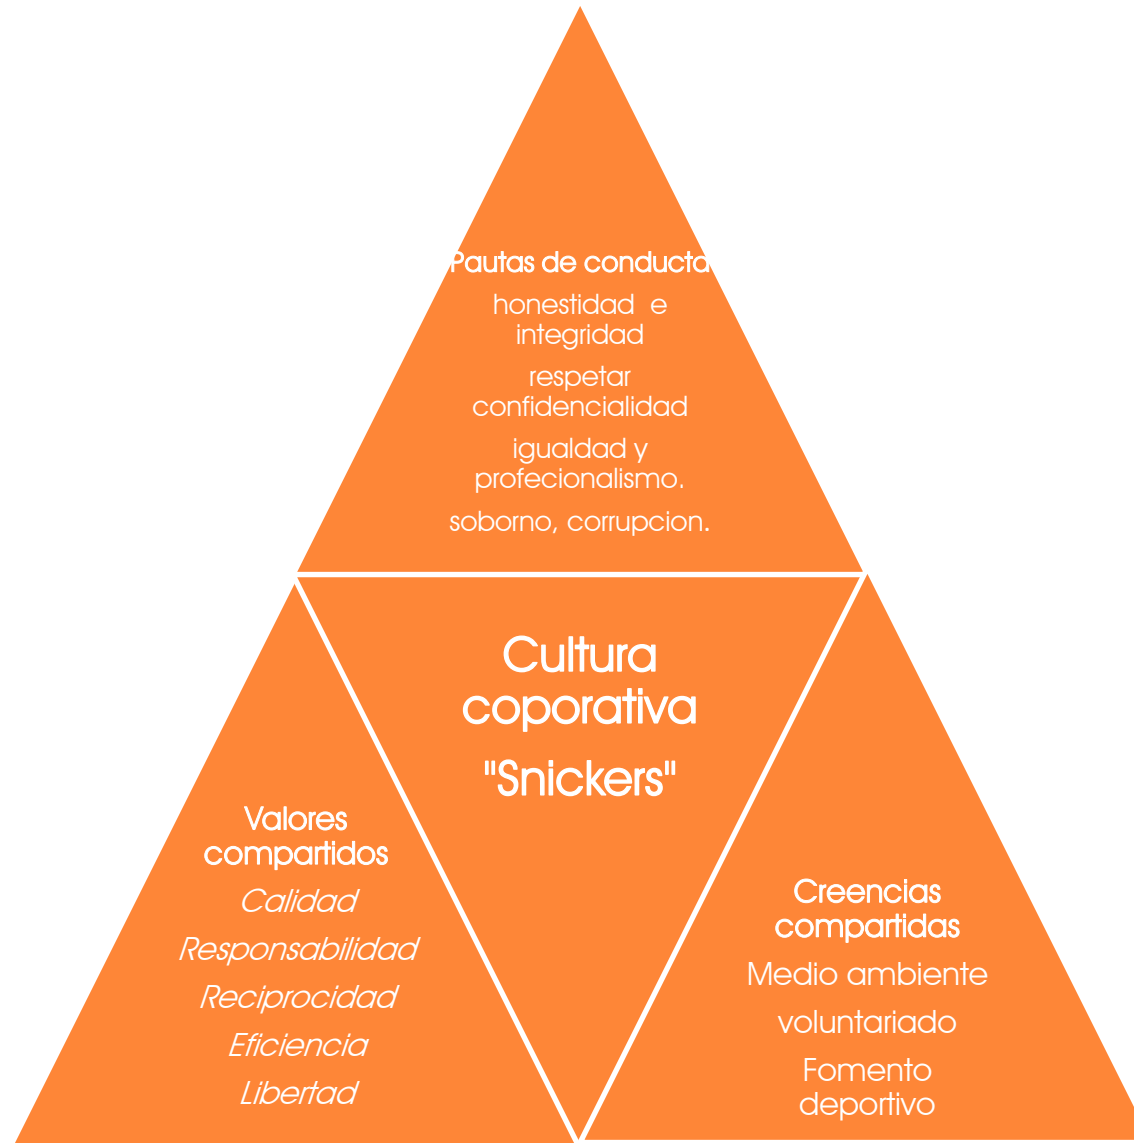 Pautas de conducta
honestidad e
integridad
respetar
confidencialidad
igualdad y
profecionalismo.
soborno, corrupcion.
Cultura
coporativa
"Snickers"
Valores
compartidos
Calidad
Responsabilidad
Reciprocidad
Eficiencia
Libertad
Creencias
compartidas
Medio ambiente
voluntariado
Fomento
deportivo